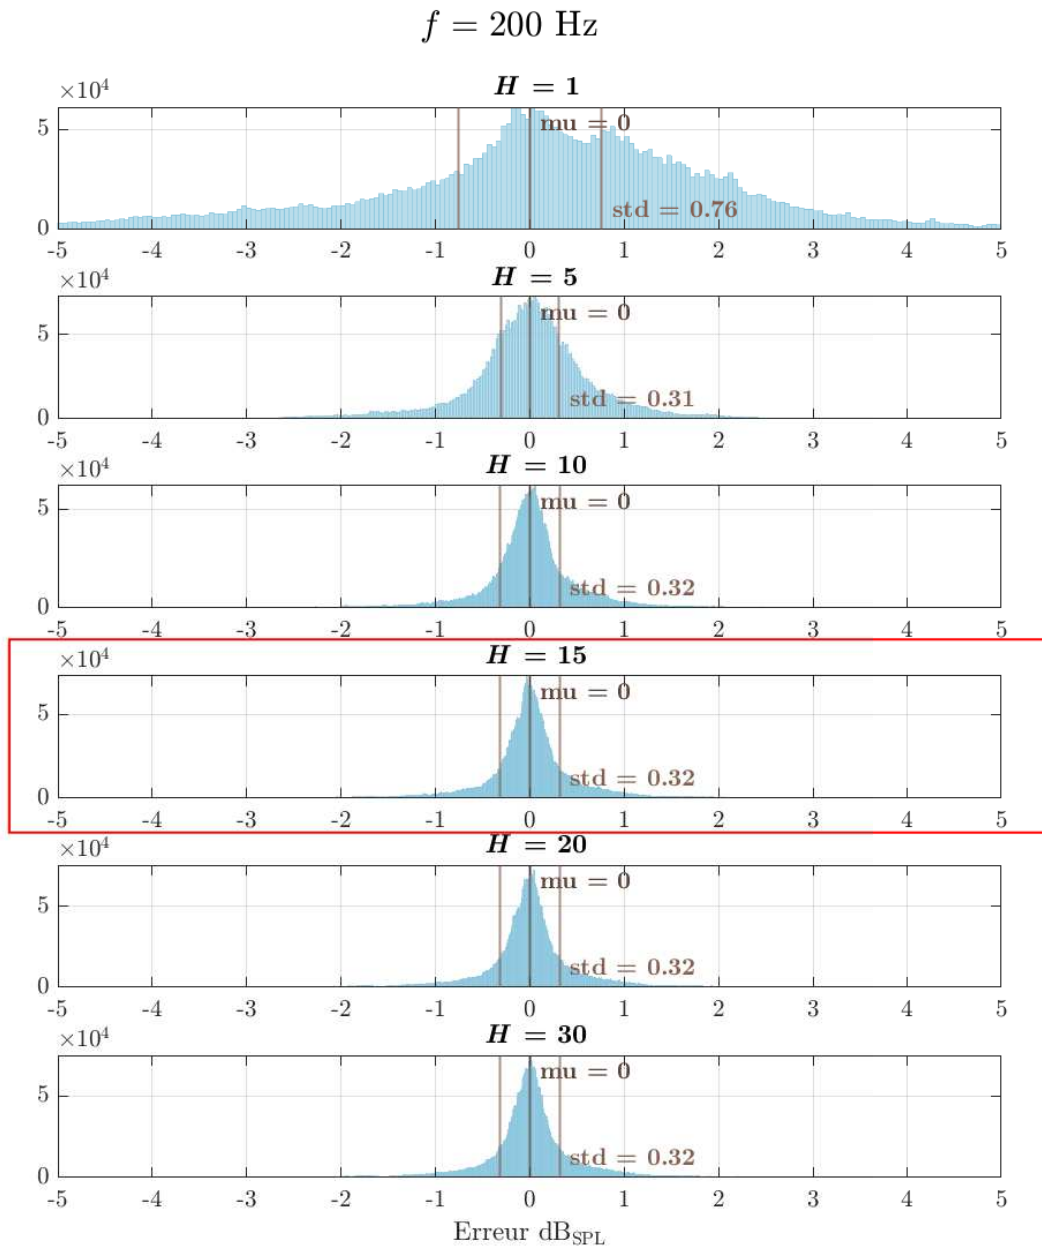 f = 200 Hz
×10⁴
H = 1
5
mu = 0
std = 0.76
0
-5 -4 -3 -2 -1 0 1 2 3 4 5
×10⁴
H = 5
mu = 0
5
std = 0.31
0
-5 -4 -3 -2 -1 0 1 2 3 4 5
×10⁴
H = 10
5
mu = 0
std = 0.32
0
-5 -4 -3 -2 -1 0 1 2 3 4 5
×10⁴
H = 15
mu = 0
5
std = 0.32
0
-5 -4 -3 -2 -1 0 1 2 3 4 5
×10⁴
H = 20
mu = 0
5
std = 0.32
0
-5 -4 -3 -2 -1 0 1 2 3 4 5
×10⁴
H = 30
mu = 0
5
std = 0.32
0
-5 -4 -3 -2 -1 0 1 2 3 4 5
Erreur dB_SPL